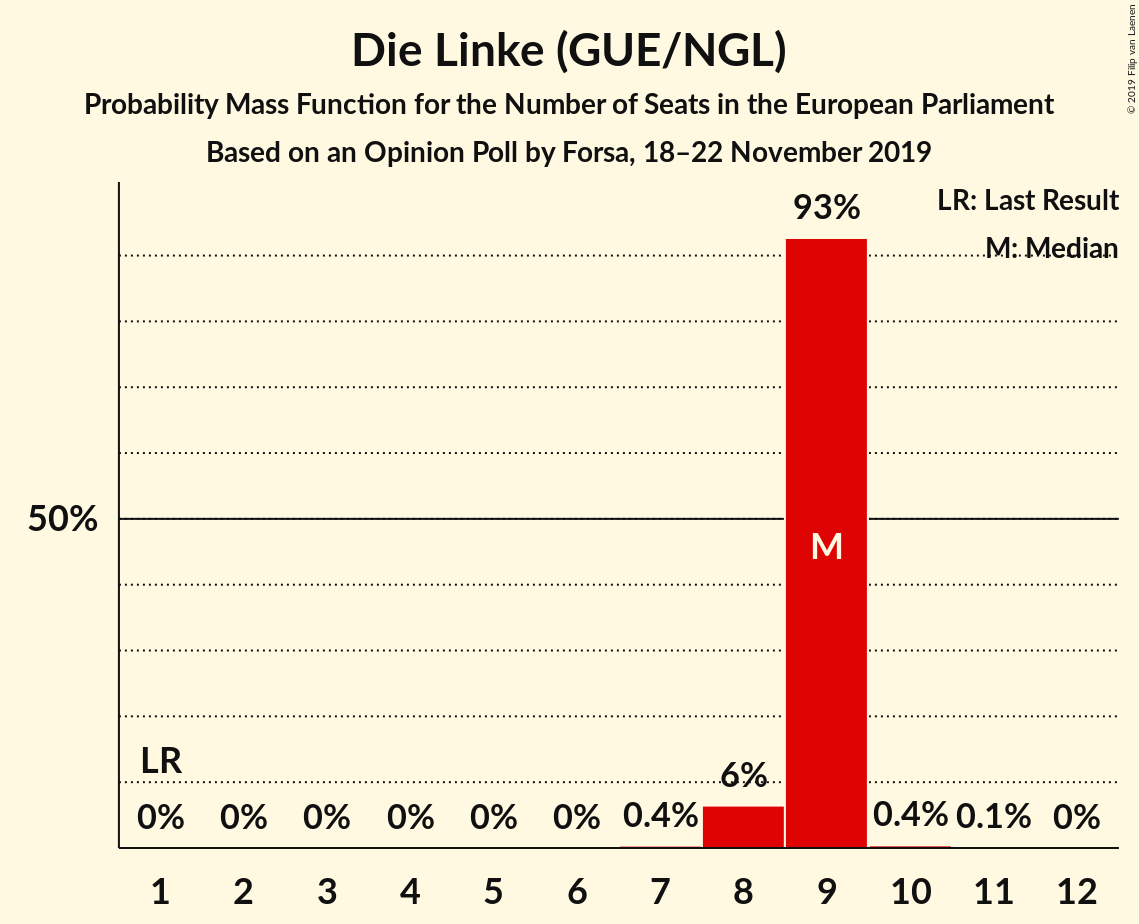 Die Linke (GUE/NGL)
Probability Mass Function for the Number of Seats in the European Parliament
Based on an Opinion Poll by Forsa, 18–22 November 2019
© 2019 Filip van Laenen
LR: Last Result
M: Median
93%
50%
M
LR
6%
0% 0% 0% 0% 0% 0% 0.4% 0.4% 0.1% 0%
1 2 3 4 5 6 7 8 9 10 11 12